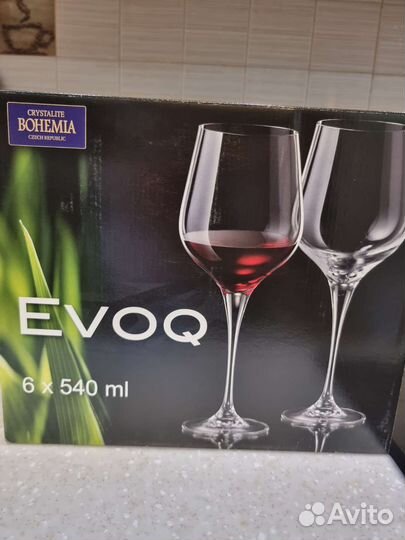 CRYSTALITE
BOHEMIA
CZECH REPUBLIC
EVOQ
6 x 540 ml
Avito